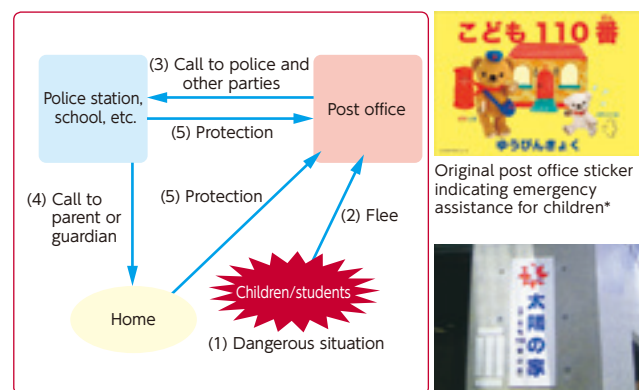 (3) Call to police and
other parties
Police station,
school, etc.
Post office
(5) Protection
(4) Call to
parent or
guardian
(5) Protection
(2) Flee
Children/students
Home
(1) Dangerous situation
こども110番
ゆうびんきょく
Original post office sticker
indicating emergency
assistance for children*
太陽の家